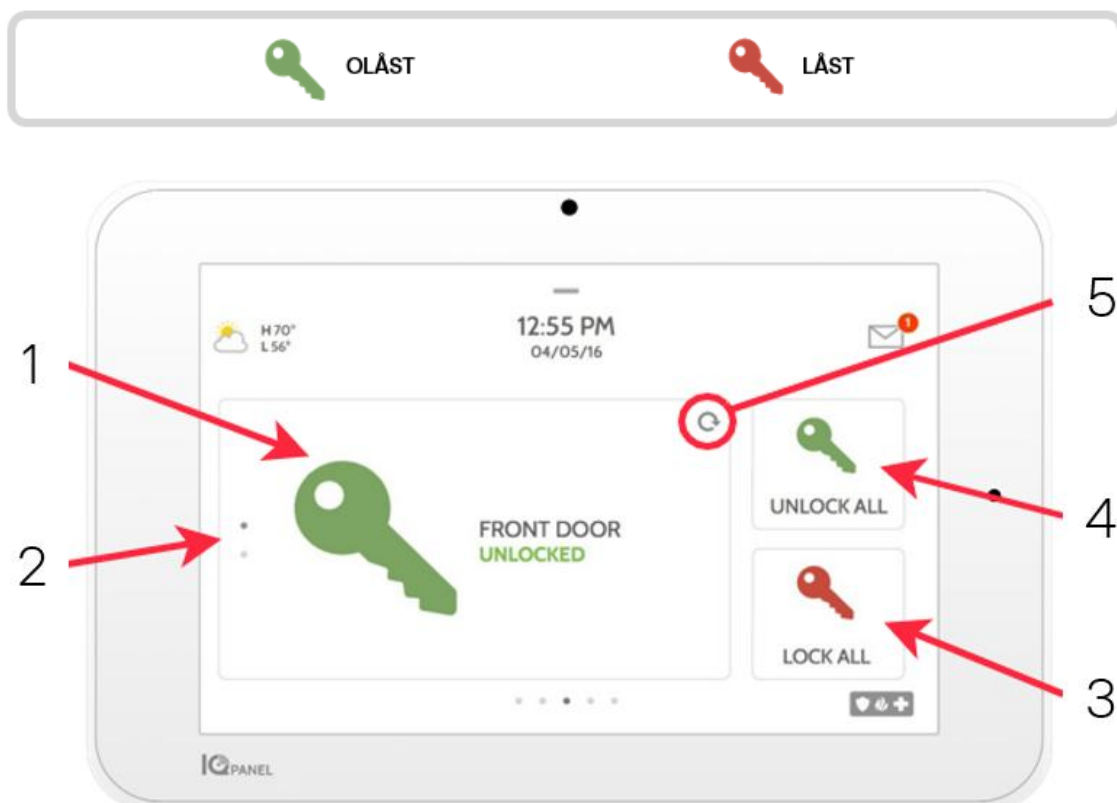 OLÅST
LÅST
H 70°
L 56°
12:55 PM
04/05/16
1
FRONT DOOR
UNLOCKED
UNLOCK ALL
LOCK ALL
IQ PANEL
1
2
3
4
5